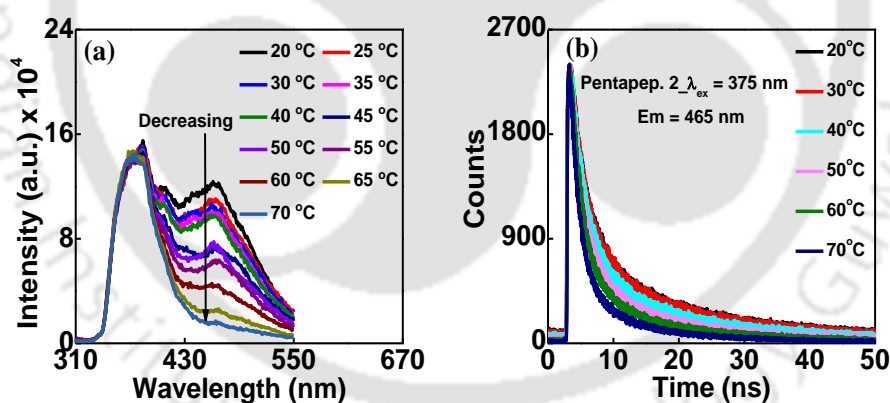 (a)
Intensity (a.u.) x 10⁴
24
16
8
0
20 °C 25 °C
30 °C 35 °C
40 °C 45 °C
50 °C 55 °C
60 °C 65 °C
70 °C
Decreasing
310 430 550 670
Wavelength (nm)
(b)
Counts
2700
1800
900
0
Pentapep. 2_λex = 375 nm
Em = 465 nm
20°C
30°C
40°C
50°C
60°C
70°C
0 10 20 30 40 50
Time (ns)